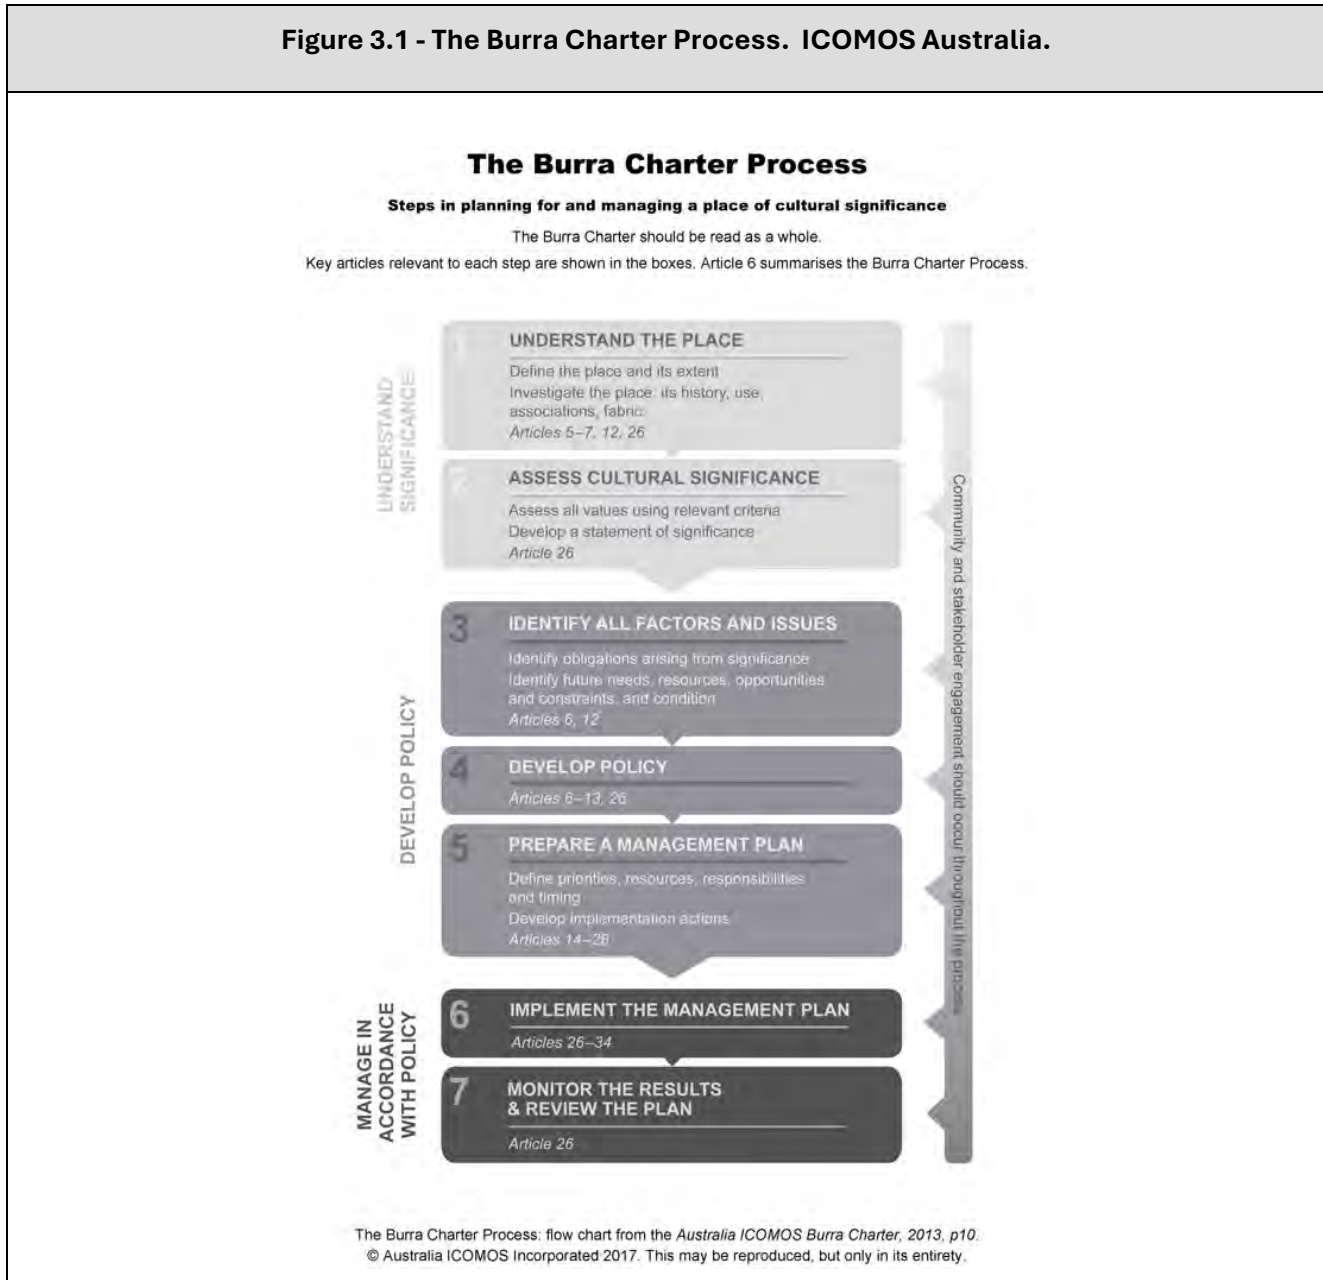 Figure 3.1 - The Burra Charter Process. ICOMOS Australia.
The Burra Charter Process
Steps in planning for and managing a place of cultural significance
The Burra Charter should be read as a whole.
Key articles relevant to each step are shown in the boxes. Article 6 summarises the Burra Charter Process.
UNDERSTAND
SIGNIFICANCE
1
UNDERSTAND THE PLACE
Define the place and its extent
Investigate the place: its history, use,
associations, fabric
Articles 5–7, 12, 26
2
ASSESS CULTURAL SIGNIFICANCE
Assess all values using relevant criteria
Develop a statement of significance
Article 26
DEVELOP POLICY
3
IDENTIFY ALL FACTORS AND ISSUES
Identify obligations arising from significance
Identify future needs, resources, opportunities
and constraints, and condition
Articles 6, 12
4
DEVELOP POLICY
Articles 6–13, 26
5
PREPARE A MANAGEMENT PLAN
Define priorities, resources, responsibilities
and timing
Develop implementation actions
Articles 14–28
MANAGE IN
ACCORDANCE
WITH POLICY
6
IMPLEMENT THE MANAGEMENT PLAN
Articles 26–34
7
MONITOR THE RESULTS
& REVIEW THE PLAN
Article 26
Community and stakeholder engagement should occur throughout the process
The Burra Charter Process: flow chart from the Australia ICOMOS Burra Charter, 2013, p10.
© Australia ICOMOS Incorporated 2017. This may be reproduced, but only in its entirety.